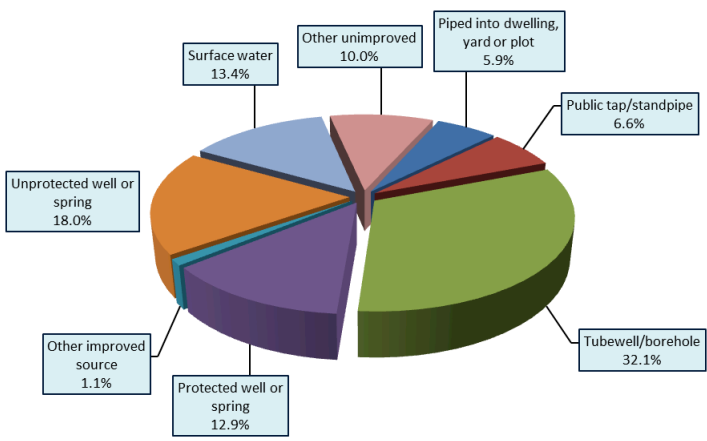 Other unimproved
10.0%
Piped into dwelling,
yard or plot
5.9%
Surface water
13.4%
Public tap/standpipe
6.6%
Unprotected well or
spring
18.0%
Tubewell/borehole
32.1%
Other improved
source
1.1%
Protected well or
spring
12.9%